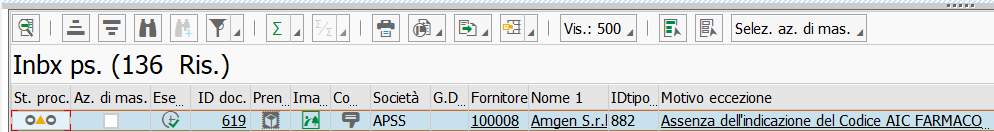 Vis.: 500 Selez. az. di mas.
Inbx ps. (136 Ris.)
St. proc. Az. di mas. Ese... ID doc. Pren Ima... Co Società G.D... Fornitore Nome 1 IDtipo Motivo eccezione
619 APSS 100008 Amgen S.r.l 882 Assenza dell'indicazione del Codice AIC FARMACO...